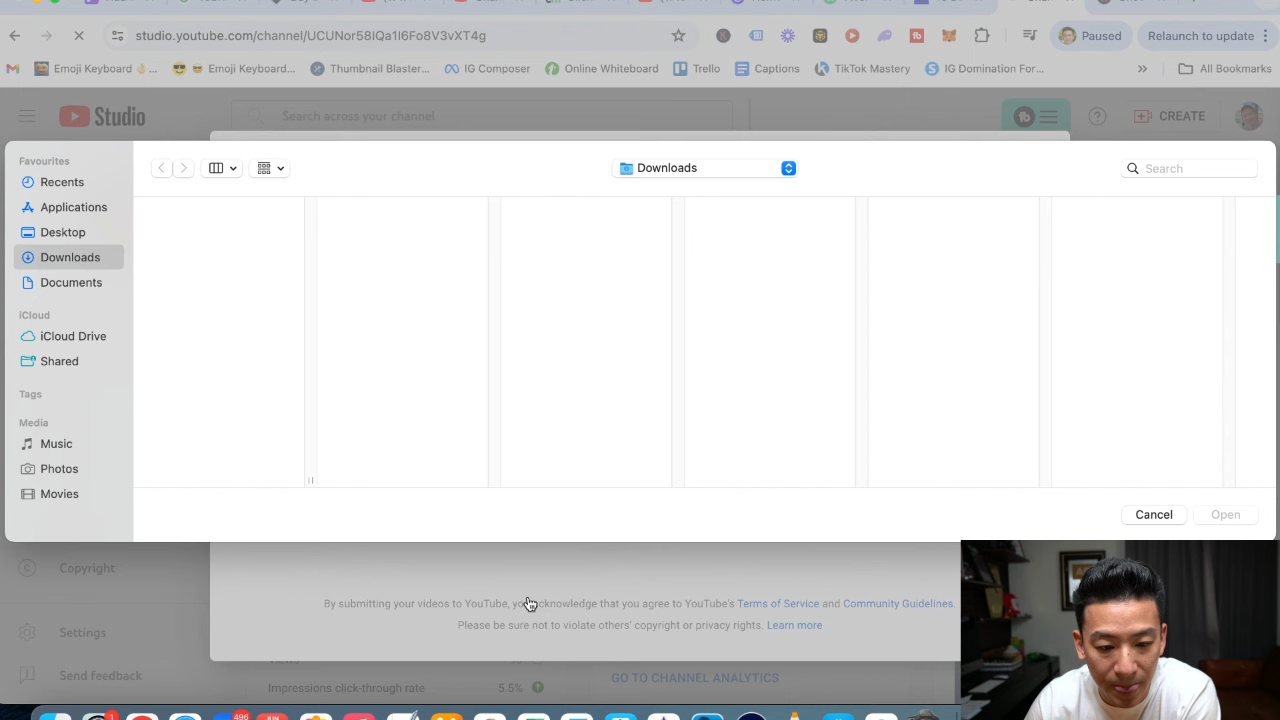 studio.youtube.com/channel/UCUNor58IQa1I6Fo8V3vXT4g
Paused
Relaunch to update
Emoji Keyboard 👌 ...
😎 Emoji Keyboard...
Thumbnail Blaster...
IG Composer
Online Whiteboard
Trello
Captions
TikTok Mastery
IG Domination For...
All Bookmarks
Studio
Search across your channel
CREATE
Favourites
Recents
Applications
Desktop
Downloads
Documents
iCloud
iCloud Drive
Shared
Tags
Media
Music
Photos
Movies
Downloads
Search
Cancel
Open
Copyright
Settings
Send feedback
By submitting your videos to YouTube, you acknowledge that you agree to YouTube's Terms of Service and Community Guidelines.
Please be sure not to violate others' copyright or privacy rights. Learn more
Impressions click-through rate
5.5%
GO TO CHANNEL ANALYTICS
496
1